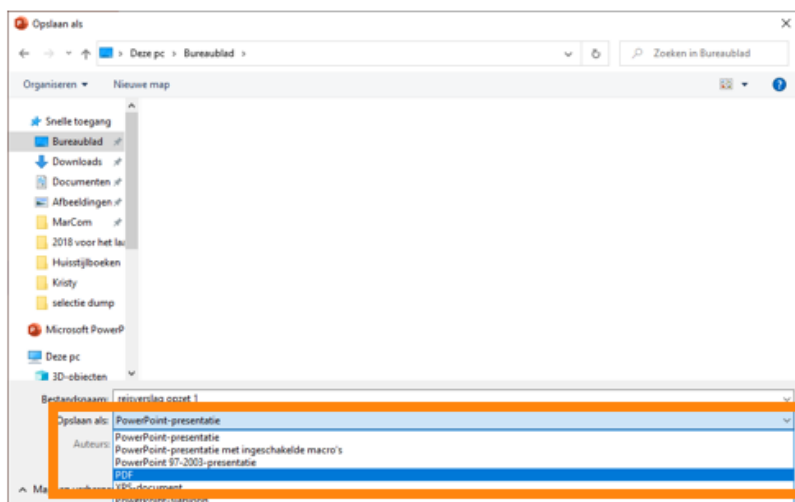 Opslaan als
Deze pc > Bureaublad >
Zoeken in Bureaublad
Organiseren
Nieuwe map
Snelle toegang
Bureaublad
Downloads
Documenten
Afbeeldingen
MarCom
2018 voor het laa
Huisstijlboeken
Kristy
selectie dump
Microsoft PowerP
Deze pc
3D-objecten
Bestandsnaam: reisverslag opzet 1
Opslaan als: PowerPoint-presentatie
Auteurs:
PowerPoint-presentatie
PowerPoint-presentatie met ingeschakelde macro's
PowerPoint 97-2003-presentatie
PDF
XPS-document